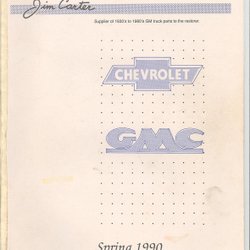 Jim Carter
Supplier of 1930's to 1960's GM truck parts to the restorer.
CHEVROLET
GMC
Spring 1990